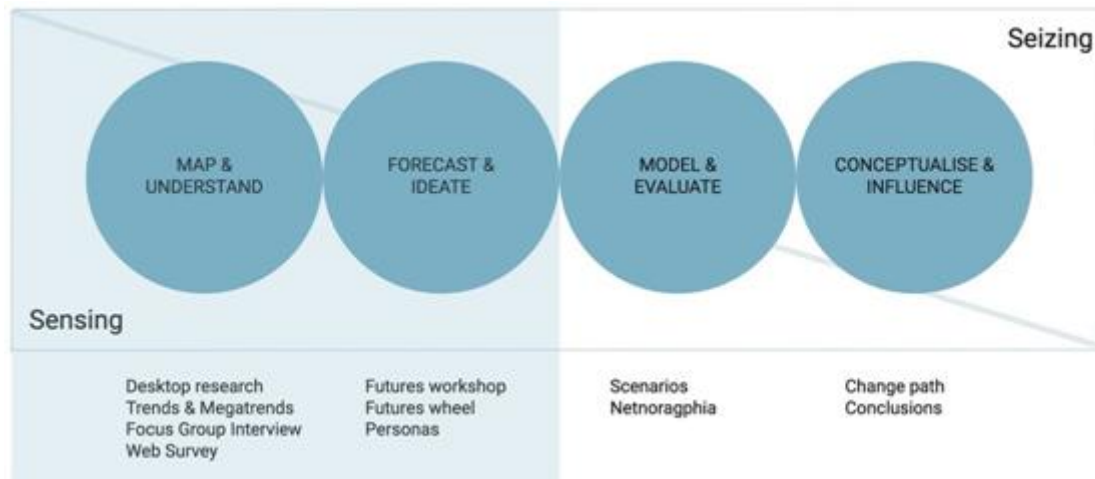 Seizing
MAP &
UNDERSTAND
FORECAST &
IDEATE
MODEL &
EVALUATE
CONCEPTUALISE &
INFLUENCE
Sensing
Desktop research
Trends & Megatrends
Focus Group Interview
Web Survey
Futures workshop
Futures wheel
Personas
Scenarios
Netnoragphia
Change path
Conclusions